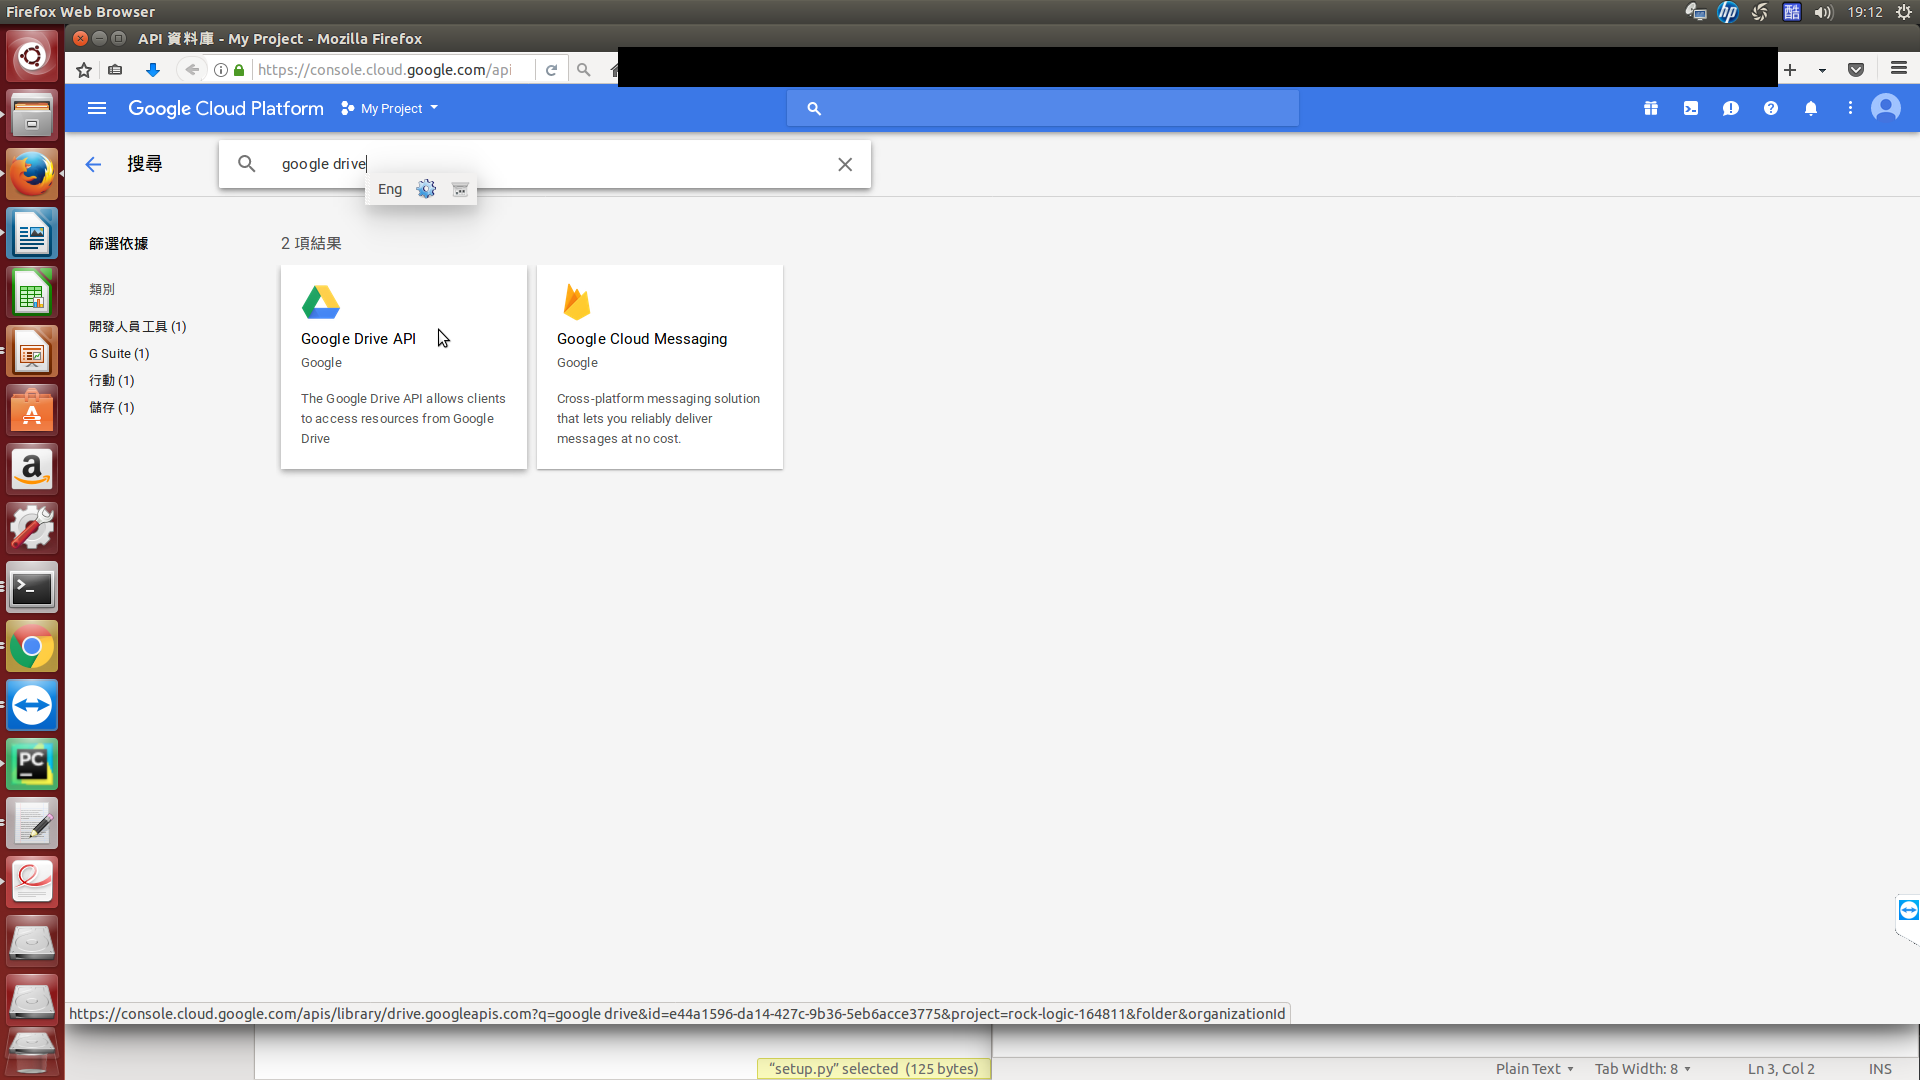 Firefox Web Browser
hp
酷
19:12
API 資料庫 - My Project - Mozilla Firefox
https://console.cloud.google.com/api
Google Cloud Platform
My Project
搜尋
google drive
Eng
篩選依據
2 項結果
類別
開發人員工具 (1)
G Suite (1)
行動 (1)
儲存 (1)
Google Drive API
Google
The Google Drive API allows clients
to access resources from Google
Drive
Google Cloud Messaging
Google
Cross-platform messaging solution
that lets you reliably deliver
messages at no cost.
PC
https://console.cloud.google.com/apis/library/drive.googleapis.com?q=google drive&id=e44a1596-da14-427c-9b36-5eb6acce3775&project=rock-logic-164811&folder&organizationId
“setup.py” selected (125 bytes)
Plain Text
Tab Width: 8
Ln 3, Col 2
INS